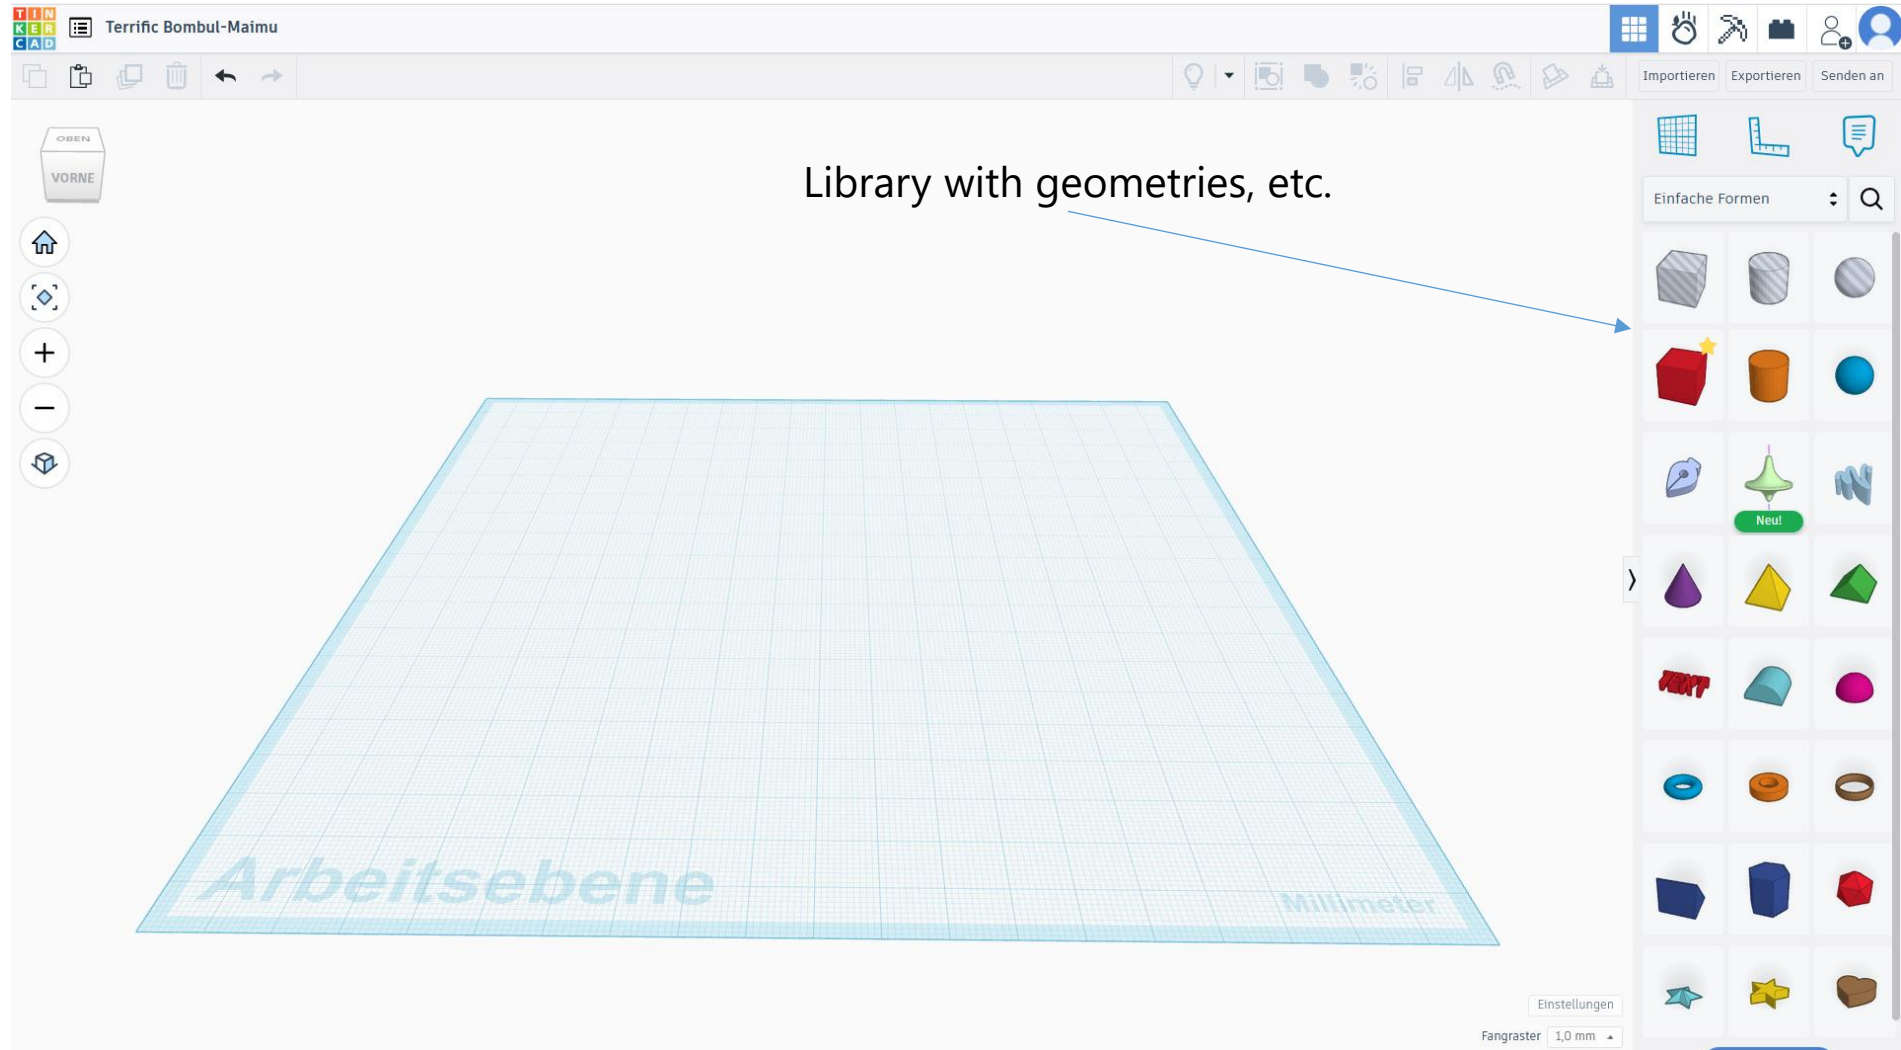 TIN
KER
CAD
Terrific Bombul-Maimu
Importieren
Exportieren
Senden an
OBEN
VORNE
Library with geometries, etc.
Einfache Formen
Neu!
TEXT
Arbeitsebene
Millimeter
Einstellungen
Fangraster 1,0 mm